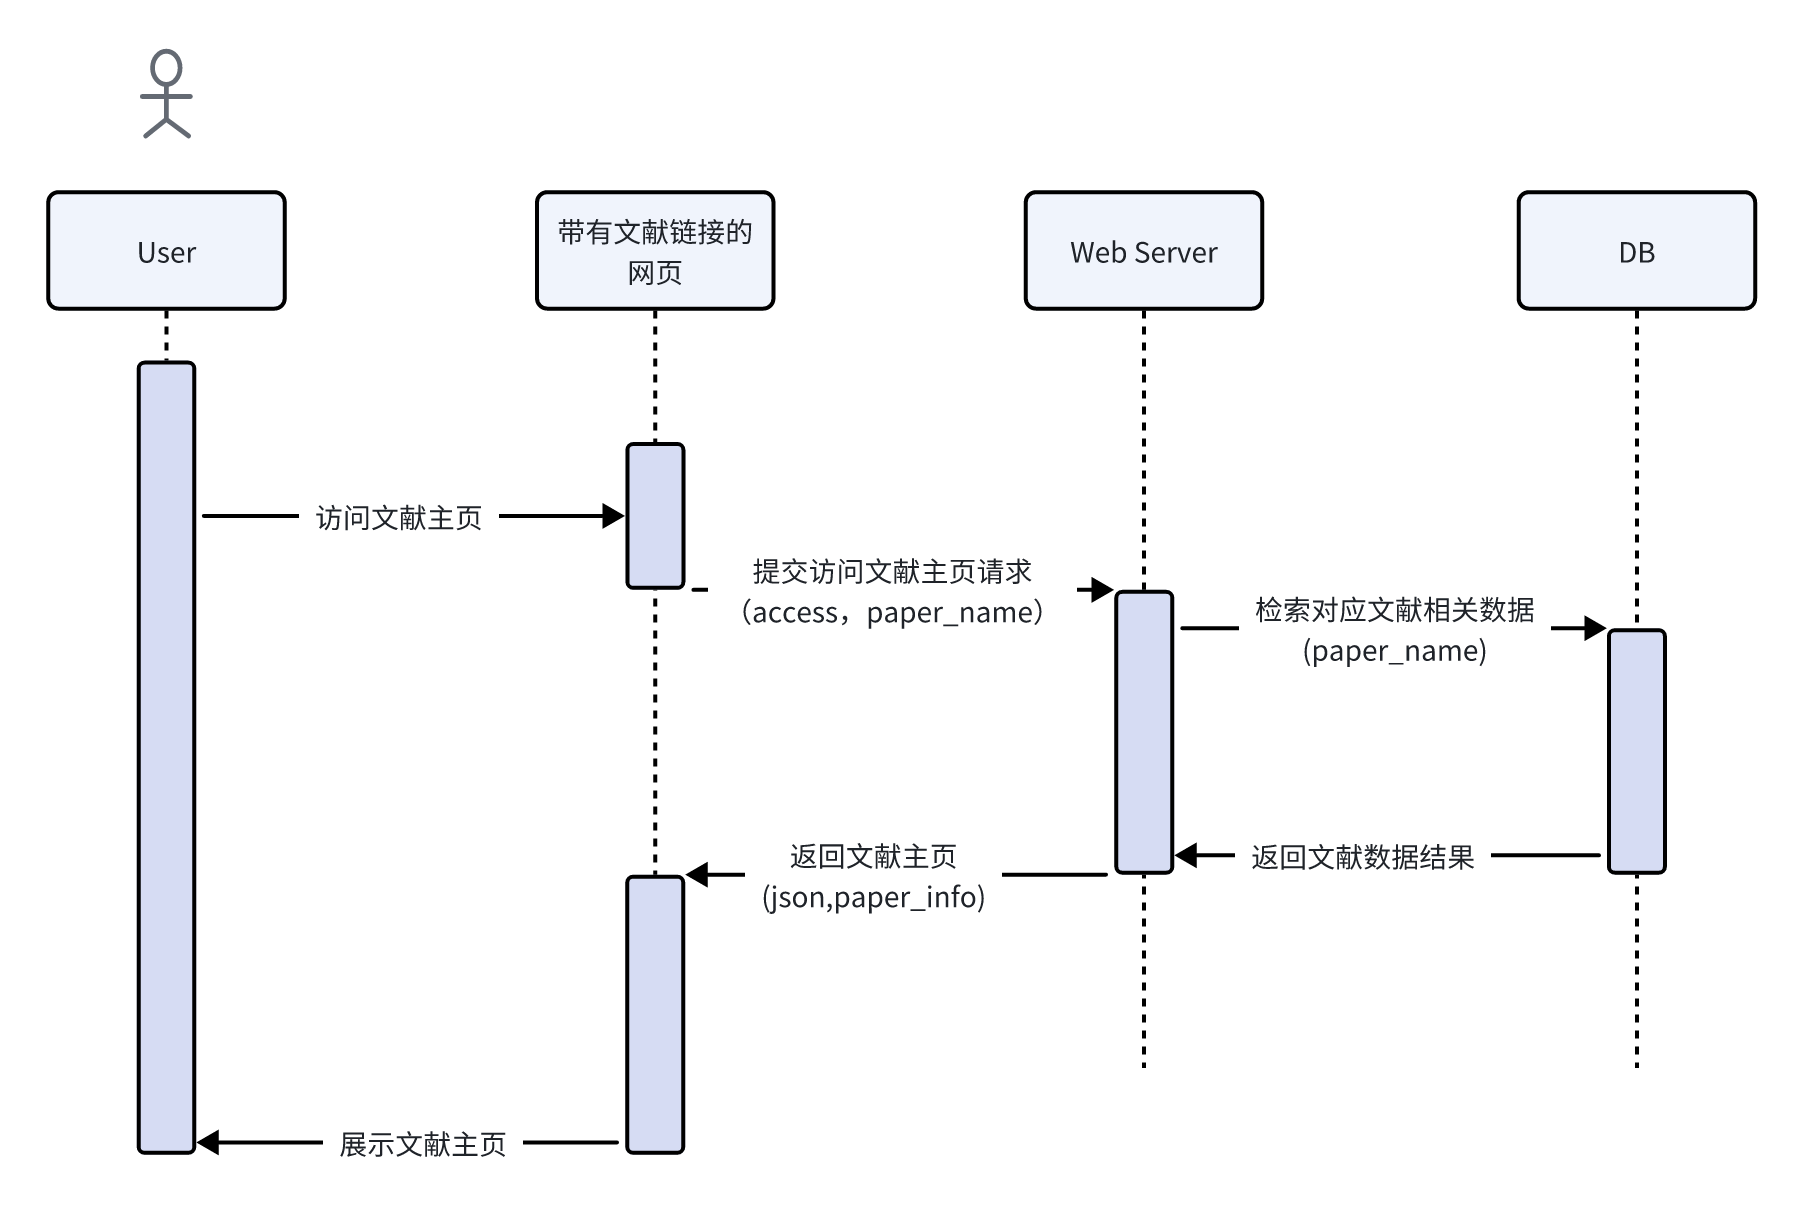 User
带有文献链接的
网页
Web Server
DB
访问文献主页
提交访问文献主页请求
（access，paper_name）
检索对应文献相关数据
(paper_name)
返回文献主页
(json,paper_info)
返回文献数据结果
展示文献主页